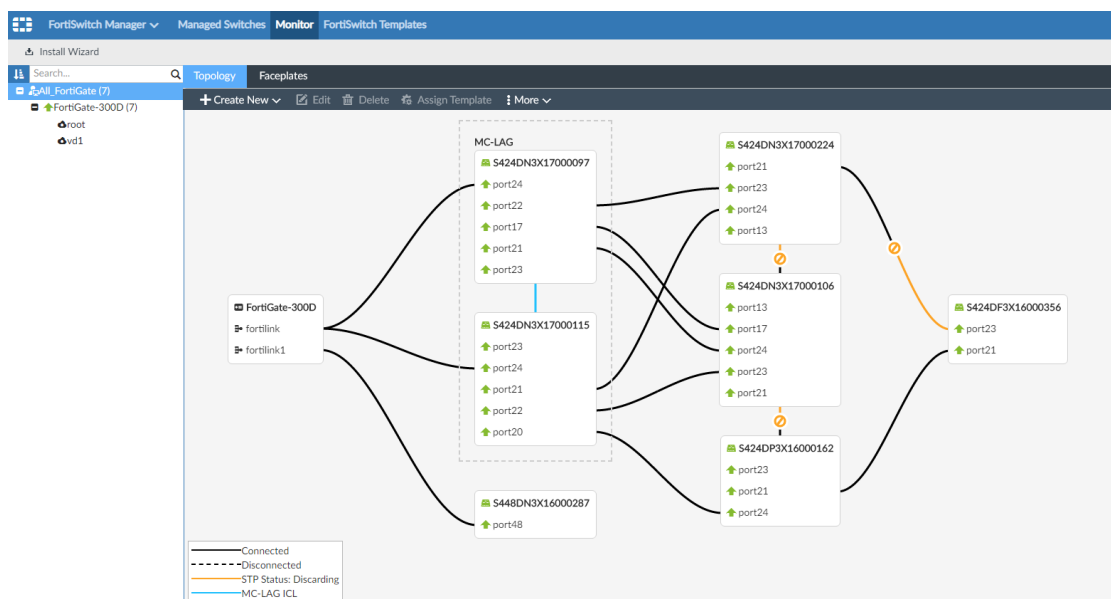 FortiSwitch Manager Managed Switches Monitor FortiSwitch Templates
Install Wizard
Search...
Topology Faceplates
All_FortiGate (7)
FortiGate-300D (7)
root
vd1
Create New Edit Delete Assign Template More
MC-LAG
S424DN3X17000097
port24
port22
port17
port21
port23
S424DN3X17000224
port21
port23
port24
port13
FortiGate-300D
fortilink
fortilink1
S424DN3X17000115
port23
port24
port21
port22
port20
S424DN3X17000106
port13
port17
port24
port23
port21
S424DF3X16000356
port23
port21
S448DN3X16000287
port48
S424DP3X16000162
port23
port21
port24
Connected
Disconnected
STP Status: Discarding
MC-LAG ICL